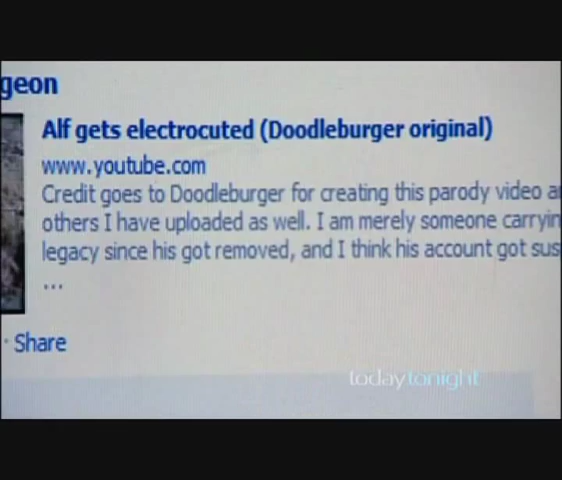 geon
Alf gets electrocuted (Doodleburger original)
www.youtube.com
Credit goes to Doodleburger for creating this parody video
others I have uploaded as well. I am merely someone
legacy since his got removed, and I think his account got
...
· Share
todaytonight